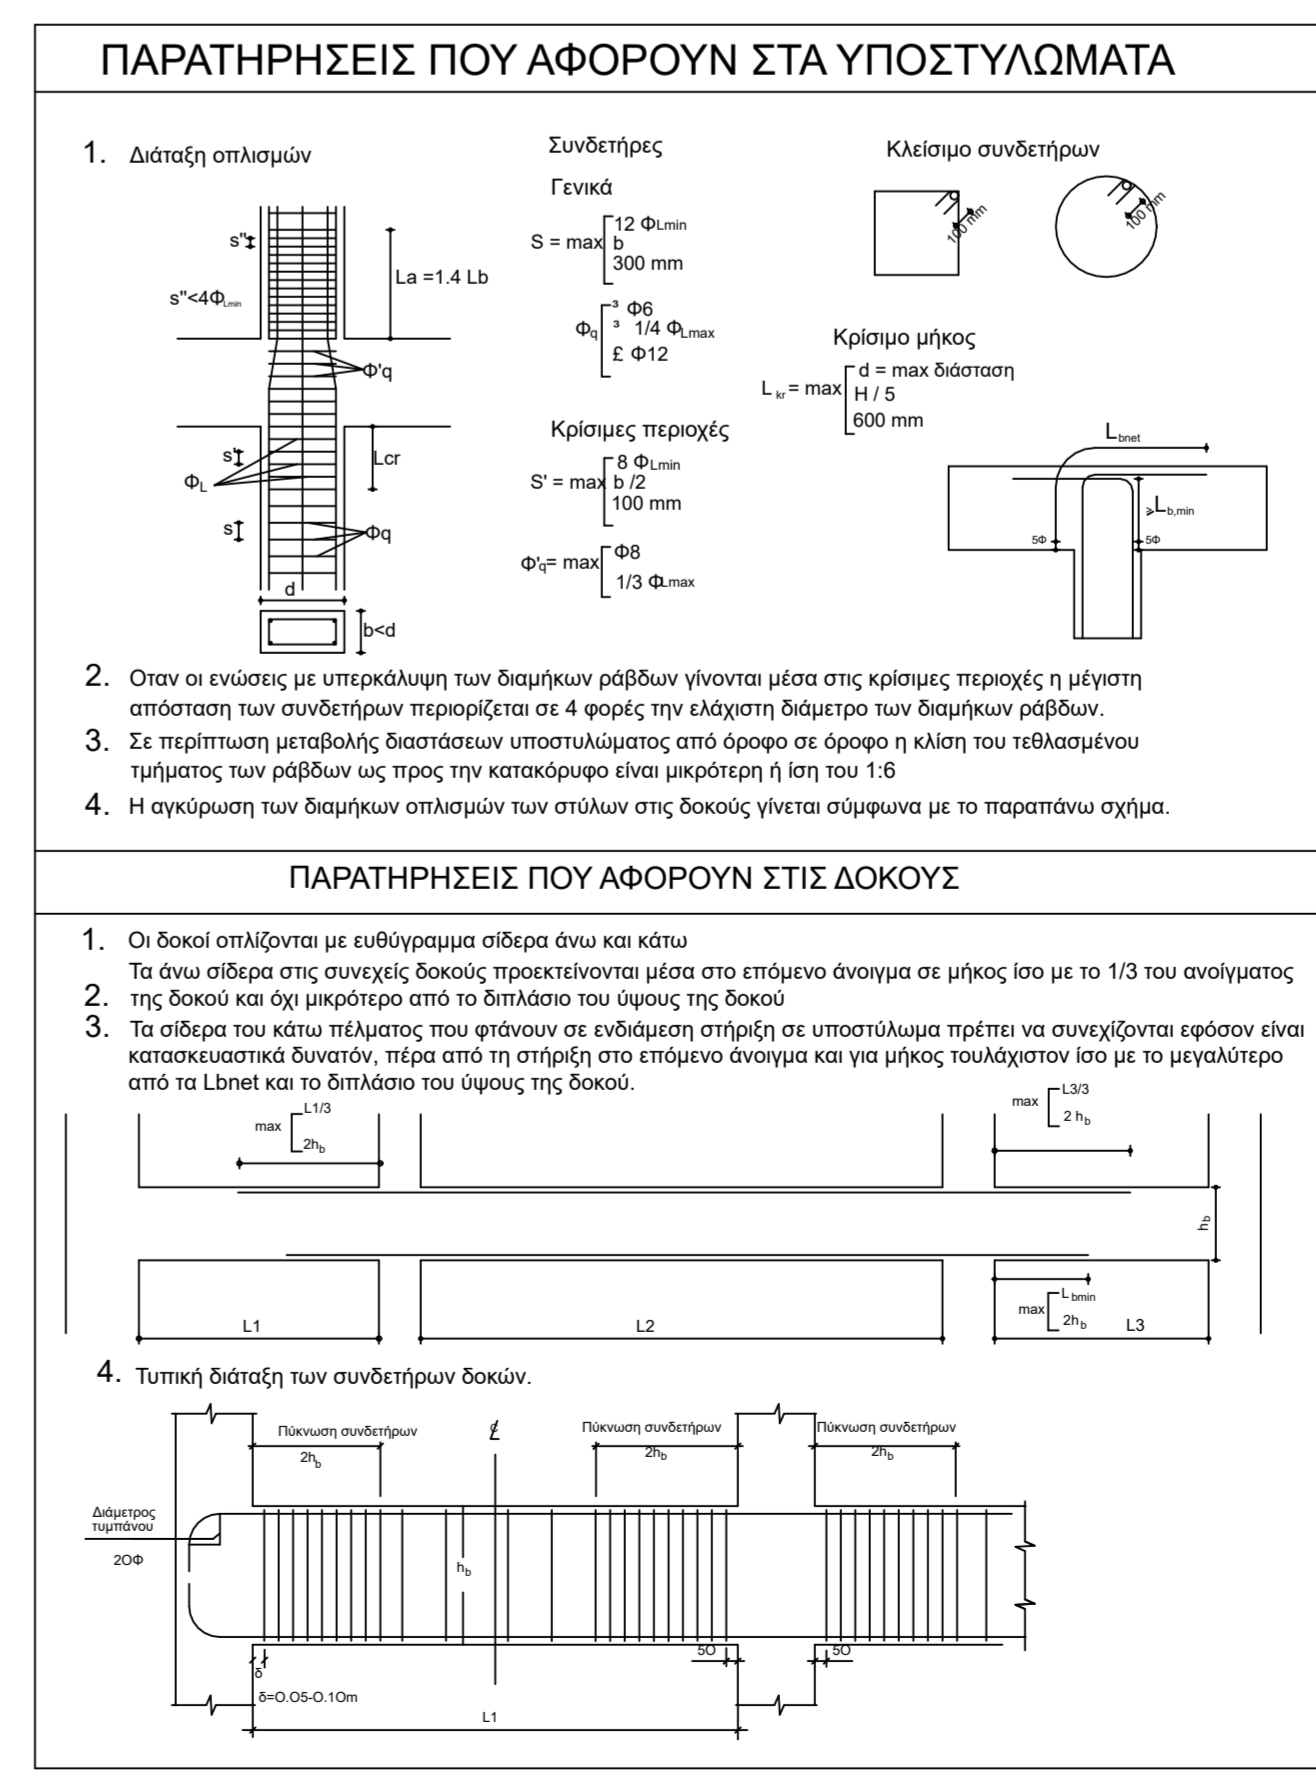 ΠΑΡΑΤΗΡΗΣΕΙΣ ΠΟΥ ΑΦΟΡΟΥΝ ΣΤΑ ΥΠΟΣΤΥΛΩΜΑΤΑ
1. Διάταξη οπλισμών
s"
s"<4ΦLmin
La =1.4 Lb
Φ'q
s'
ΦL
Lcr
s
Φq
d
b<d
Συνδετήρες
Γενικά
S = max
12 ΦLmin
b
300 mm
Φq
³ Φ6
³ 1/4 ΦLmax
£ Φ12
Κρίσιμες περιοχές
S' = max
8 ΦLmin
b /2
100 mm
Φ'q= max
Φ8
1/3 ΦLmax
Κλείσιμο συνδετήρων
100 mm
100 mm
Κρίσιμο μήκος
L kr = max
d = max διάσταση
H / 5
600 mm
Lbnet
≥Lb,min
5Φ
5Φ
2. Οταν οι ενώσεις με υπερκάλυψη των διαμήκων ράβδων γίνονται μέσα στις κρίσιμες περιοχές η μέγιστη
απόσταση των συνδετήρων περιορίζεται σε 4 φορές την ελάχιστη διάμετρο των διαμήκων ράβδων.
3. Σε περίπτωση μεταβολής διαστάσεων υποστυλώματος από όροφο σε όροφο η κλίση του τεθλασμένου
τμήματος των ράβδων ως προς την κατακόρυφο είναι μικρότερη ή ίση του 1:6
4. Η αγκύρωση των διαμήκων οπλισμών των στύλων στις δοκούς γίνεται σύμφωνα με το παραπάνω σχήμα.
ΠΑΡΑΤΗΡΗΣΕΙΣ ΠΟΥ ΑΦΟΡΟΥΝ ΣΤΙΣ ΔΟΚΟΥΣ
1. Οι δοκοί οπλίζονται με ευθύγραμμα σίδερα άνω και κάτω
Τα άνω σίδερα στις συνεχείς δοκούς προεκτείνονται μέσα στο επόμενο άνοιγμα σε μήκος ίσο με το 1/3 του ανοίγματος
2. της δοκού και όχι μικρότερο από το διπλάσιο του ύψους της δοκού
3. Τα σίδερα του κάτω πέλματος που φτάνουν σε ενδιάμεση στήριξη σε υποστύλωμα πρέπει να συνεχίζονται εφόσον είναι
κατασκευαστικά δυνατόν, πέρα από τη στήριξη στο επόμενο άνοιγμα και για μήκος τουλάχιστον ίσο με το μεγαλύτερο
από τα Lbnet και το διπλάσιο του ύψους της δοκού.
max
L1/3
2hb
max
L3/3
2 hb
hb
max
L bmin
2hb
L1
L2
L3
4. Τυπική διάταξη των συνδετήρων δοκών.
Πύκνωση συνδετήρων
2hb
℄
Πύκνωση συνδετήρων
2hb
Πύκνωση συνδετήρων
2hb
Διάμετρος
τυμπάνου
2ΟΦ
hb
δ
5Ο
5Ο
δ=Ο.Ο5-Ο.1Οm
L1